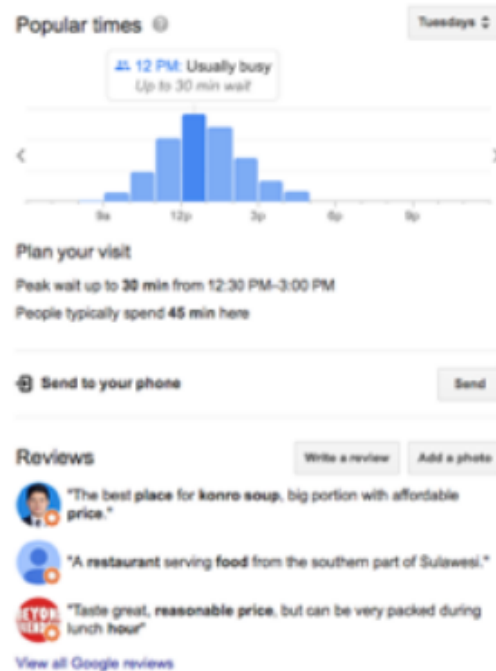 Popular times
Tuesdays
12 PM: Usually busy
Up to 30 min wait
9a 12p 3p 6p 9p
Plan your visit
Peak wait up to 30 min from 12:30 PM–3:00 PM
People typically spend 45 min here
Send to your phone
Send
Reviews
Write a review
Add a photo
"The best place for konro soup, big portion with affordable
price."
"A restaurant serving food from the southern part of Sulawesi."
"Taste great, reasonable price, but can be very packed during
lunch hour"
View all Google reviews